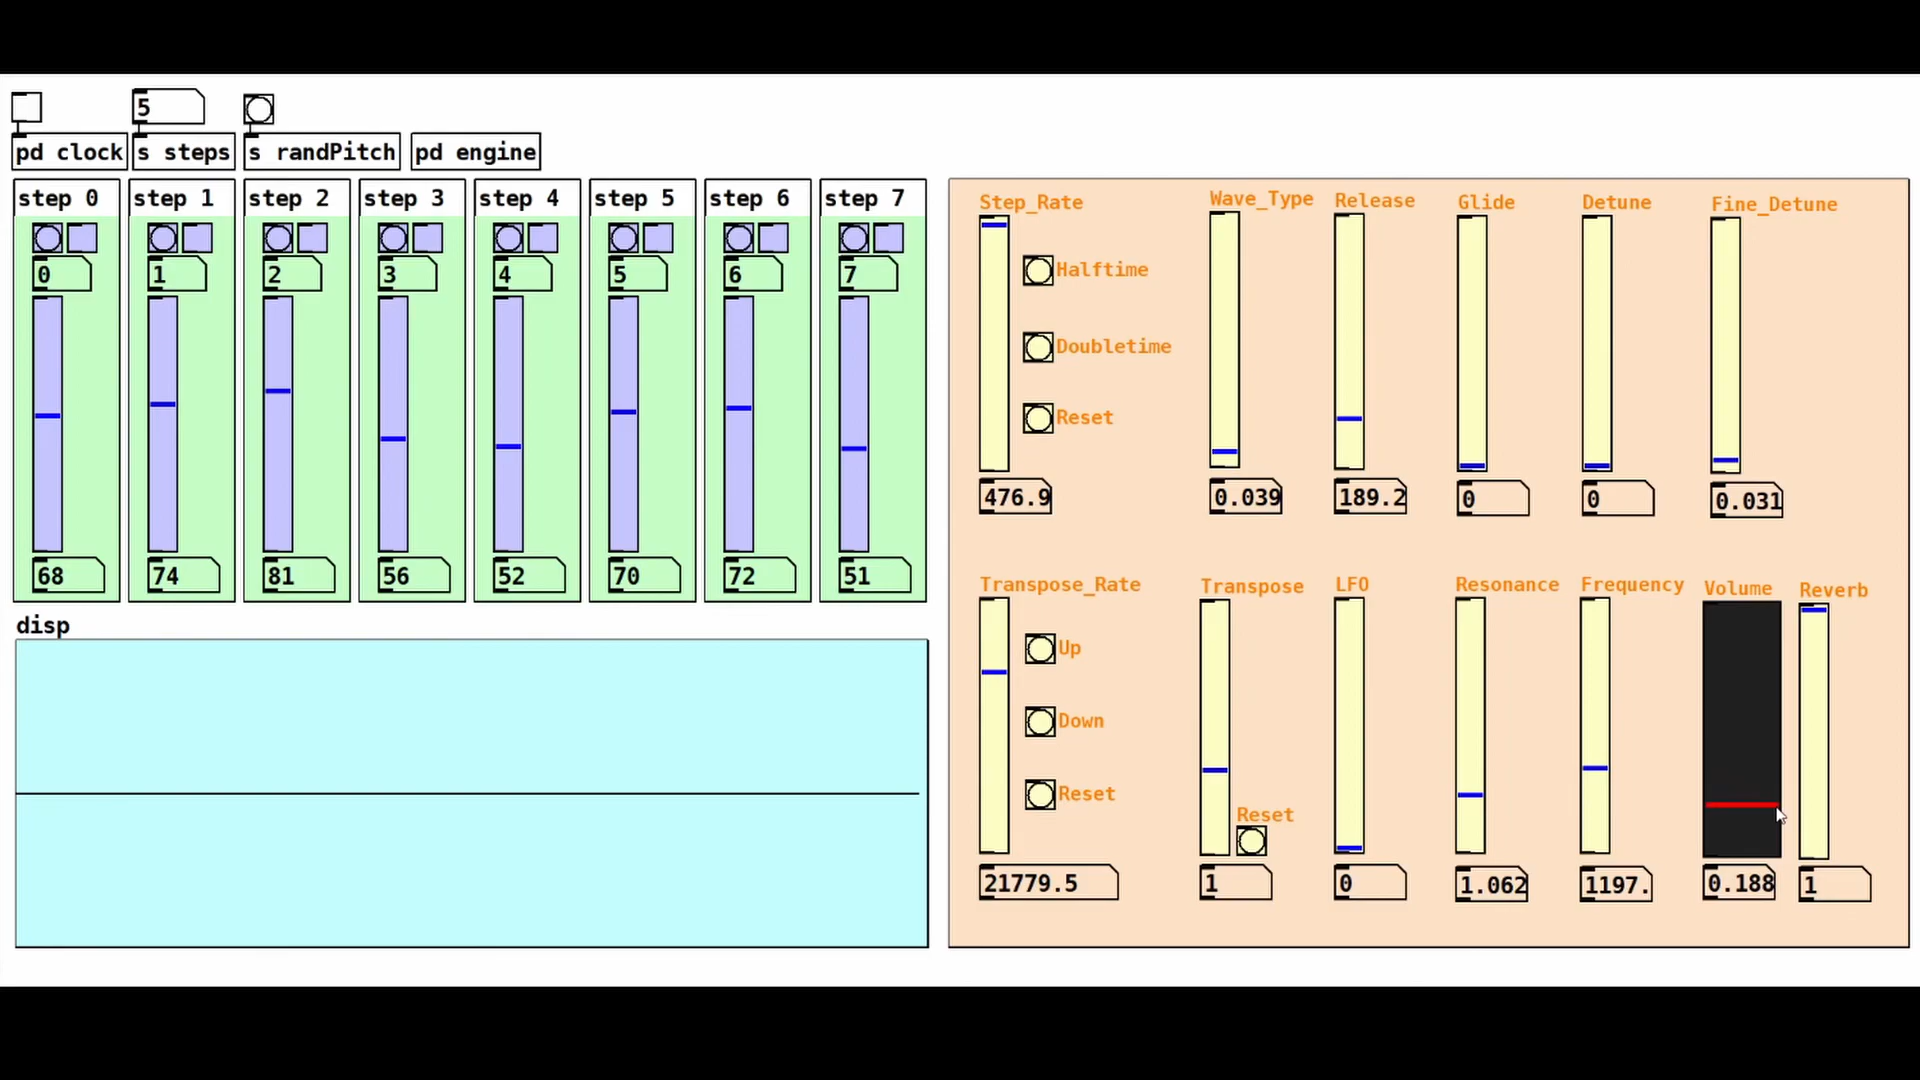 5
pd clock s steps s randPitch pd engine
step 0 step 1 step 2 step 3 step 4 step 5 step 6 step 7
0 1 2 3 4 5 6 7
68 74 81 56 52 70 72 51
disp
Step_Rate Wave_Type Release Glide Detune Fine_Detune
Halftime
Doubletime
Reset
476.9 0.039 189.2 0 0 0.031
Transpose_Rate Transpose LFO Resonance Frequency Volume Reverb
Up
Down
Reset
Reset
21779.5 1 0 1.062 1197. 0.188 1